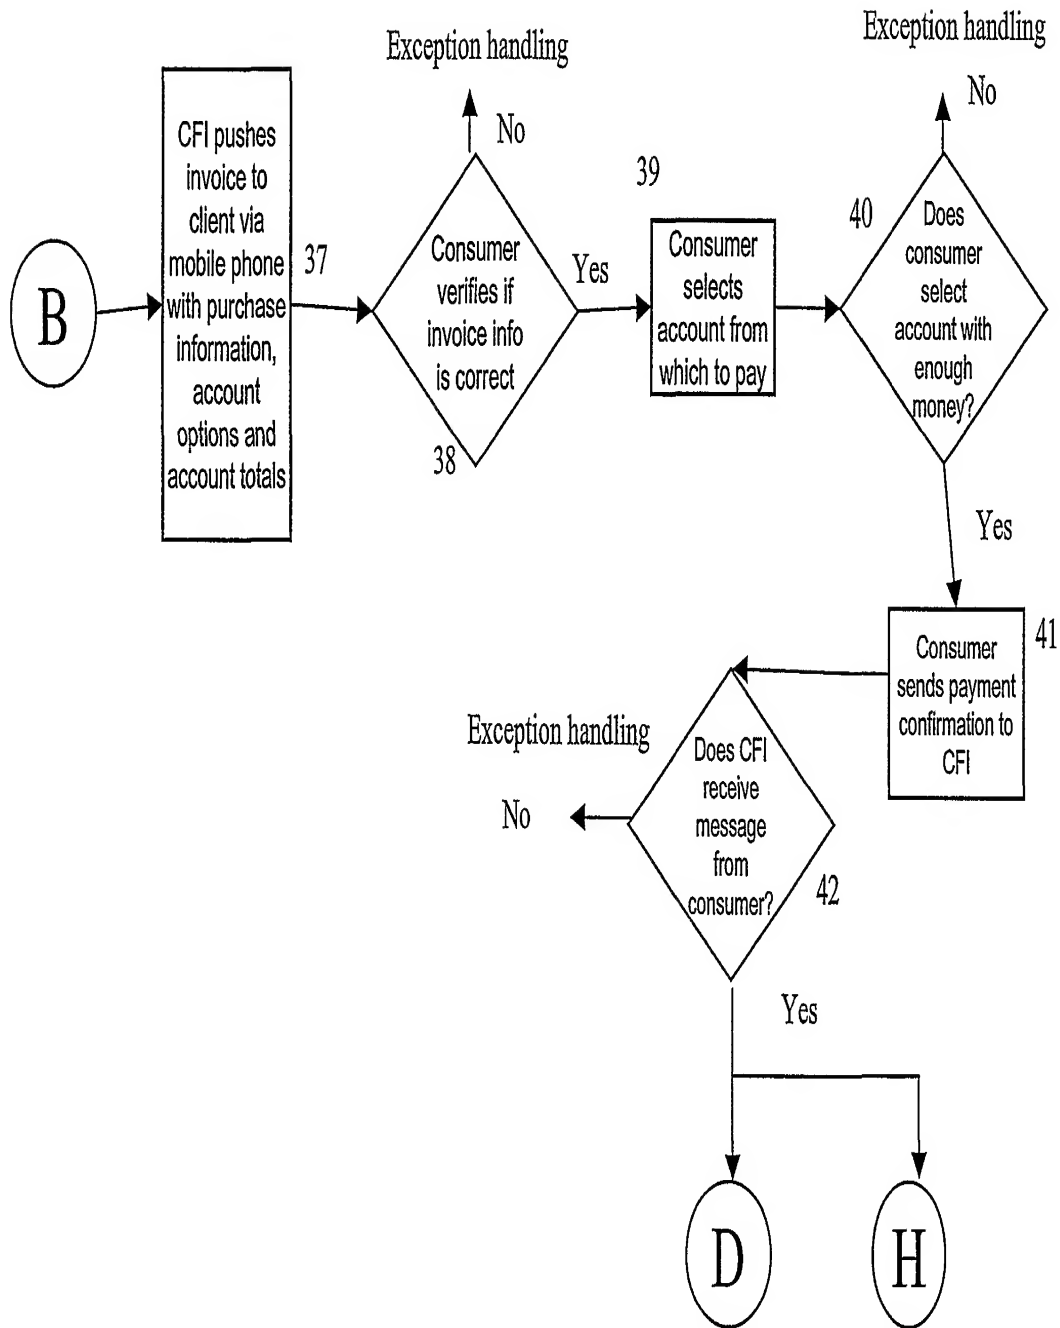 Exception handling
No
Exception handling
No
B
CFI pushes
invoice to
client via
mobile phone
with purchase
information,
account
options and
account totals
37
Consumer
verifies if
invoice info
is correct
38
Yes
39
Consumer
selects
account from
which to pay
40
Does
consumer
select
account with
enough
money?
Yes
41
Consumer
sends payment
confirmation to
CFI
Exception handling
No
Does CFI
receive
message
from
consumer?
42
Yes
D
H